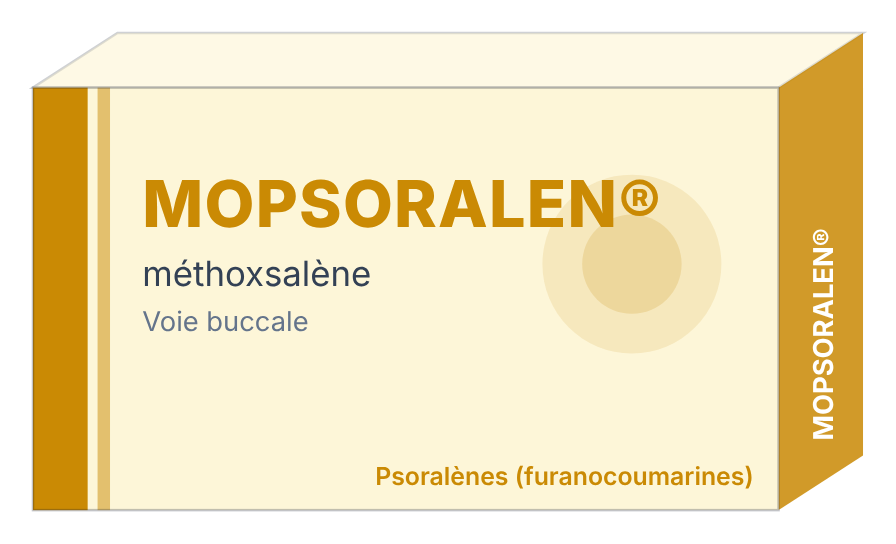 MOPSORALEN®
méthoxsalène
Voie buccale
Psoralènes (furanocoumarines)
MOPSORALEN®